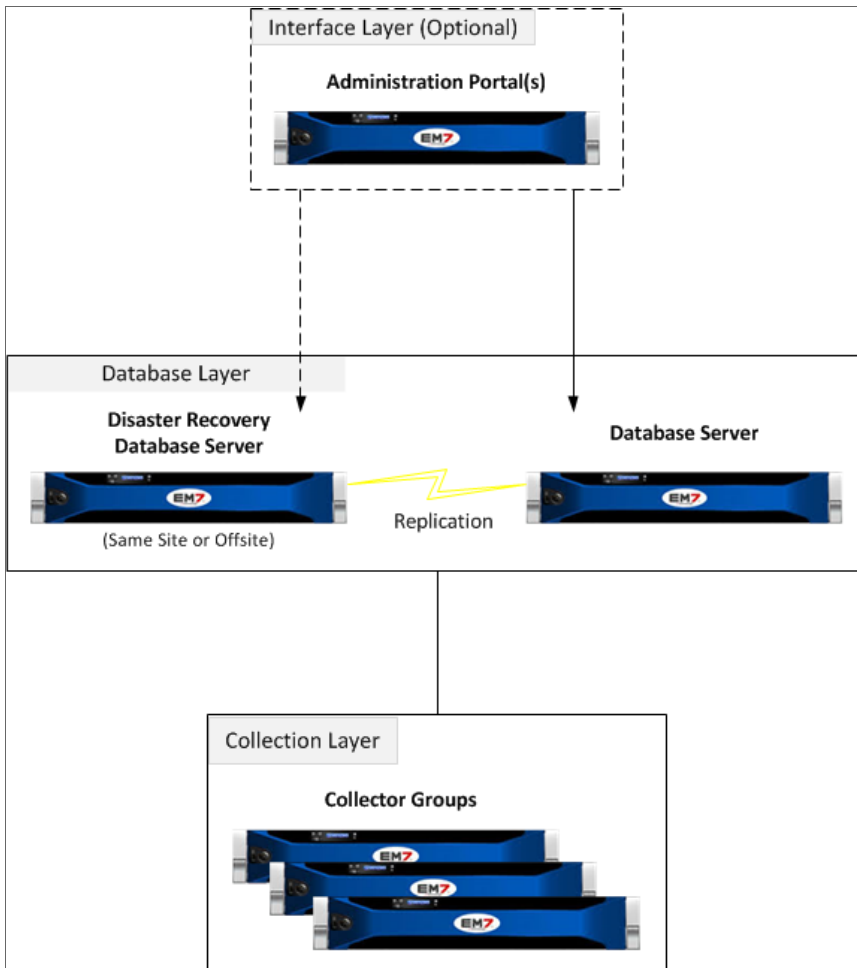 Interface Layer (Optional)
Administration Portal(s)
EM7
Database Layer
Disaster Recovery
Database Server
EM7
(Same Site or Offsite)
Replication
Database Server
EM7
Collection Layer
Collector Groups
EM7
EM7
EM7